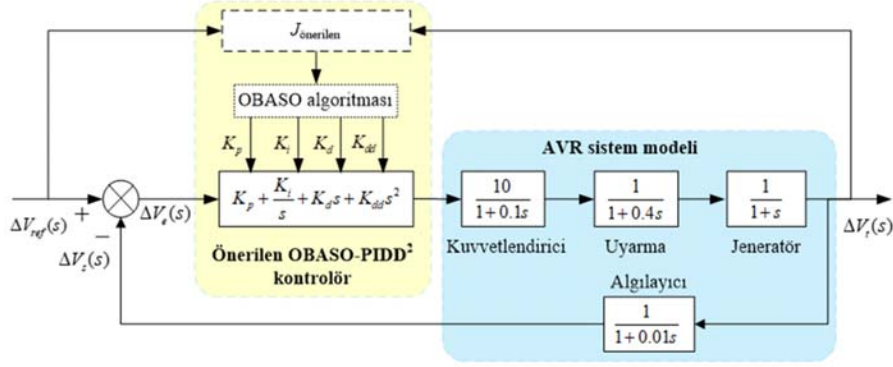 J önerilen
OBASO algoritması
K_p K_i K_d K_dd
K_p + K_i/s + K_d s + K_dd s²
Önerilen OBASO-PIDD²
kontrolör
ΔV_ref(s) +
−
ΔV_e(s)
ΔV_s(s)
AVR sistem modeli
10/(1+0.1s)
Kuvvetlendirici
1/(1+0.4s)
Uyarma
1/(1+s)
Jeneratör
ΔV_t(s)
Algılayıcı
1/(1+0.01s)